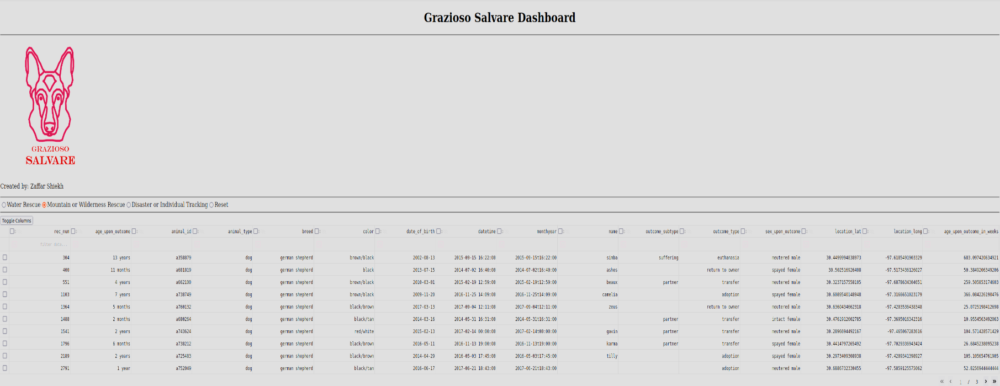 Grazioso Salvare Dashboard
GRAZIOSO
SALVARE
Created by: Zaffar Shiekh
Water Rescue Mountain or Wilderness Rescue Disaster or Individual Tracking Reset
Toggle Columns
rec_num age_upon_outcome animal_id animal_type breed color date_of_birth datetime monthyear name outcome_subtype outcome_type sex_upon_outcome location_lat location_long age_upon_outcome_in_weeks
filter data...
304 13 years a358879 dog german shepherd brown/black 2002-08-13 2015-09-15 16:22:00 2015-09-15t16:22:00 simba suffering euthanasia neutered male 30.4499994838973 -97.6185491903329 683.097420634921
400 11 months a681819 dog german shepherd black 2013-07-15 2014-07-02 16:40:00 2014-07-02t16:40:00 ashes return to owner spayed female 30.502516926408 -97.5173436126027 50.3849206349206
551 4 years a662100 dog german shepherd brown/black 2010-03-01 2015-02-19 12:59:00 2015-02-19t12:59:00 beaux partner transfer neutered male 30.3237157558105 -97.6878634304651 259.505853174603
1103 7 years a738749 dog german shepherd brown/black 2009-11-20 2016-11-25 14:09:00 2016-11-25t14:09:00 camelia adoption spayed female 30.6089540148948 -97.3166651023179 366.084226190476
1364 5 months a760132 dog german shepherd black/brown 2017-03-13 2017-09-04 12:11:00 2017-09-04t12:11:00 zeus return to owner neutered male 30.6360434662318 -97.4203536438348 25.0725198412698
1488 2 months a680264 dog german shepherd black/tan 2014-03-16 2014-05-31 16:31:00 2014-05-31t16:31:00 partner transfer intact female 30.4761912602785 -97.3695016342316 10.9554563492063
1541 2 years a743624 dog german shepherd red/white 2015-02-13 2017-02-14 00:00:00 2017-02-14t00:00:00 gavin partner transfer neutered male 30.2896694492167 -97.465067283616 104.571428571429
1796 6 months a738212 dog german shepherd black/brown 2016-05-11 2016-11-13 19:00:00 2016-11-13t19:00:00 karma partner transfer spayed female 30.4414797265492 -97.7029336943424 26.6845238095238
2189 2 years a725483 dog german shepherd black/brown 2014-04-29 2016-05-03 17:45:00 2016-05-03t17:45:00 tilly adoption spayed female 30.2973409308938 -97.4209341398927 105.105654761905
2791 1 year a752049 dog german shepherd black/tan 2016-06-17 2017-06-21 18:43:00 2017-06-21t18:43:00 adoption neutered male 30.6886732330455 -97.5859125575062 52.8256944444444
« ‹ 1 / 3 › »